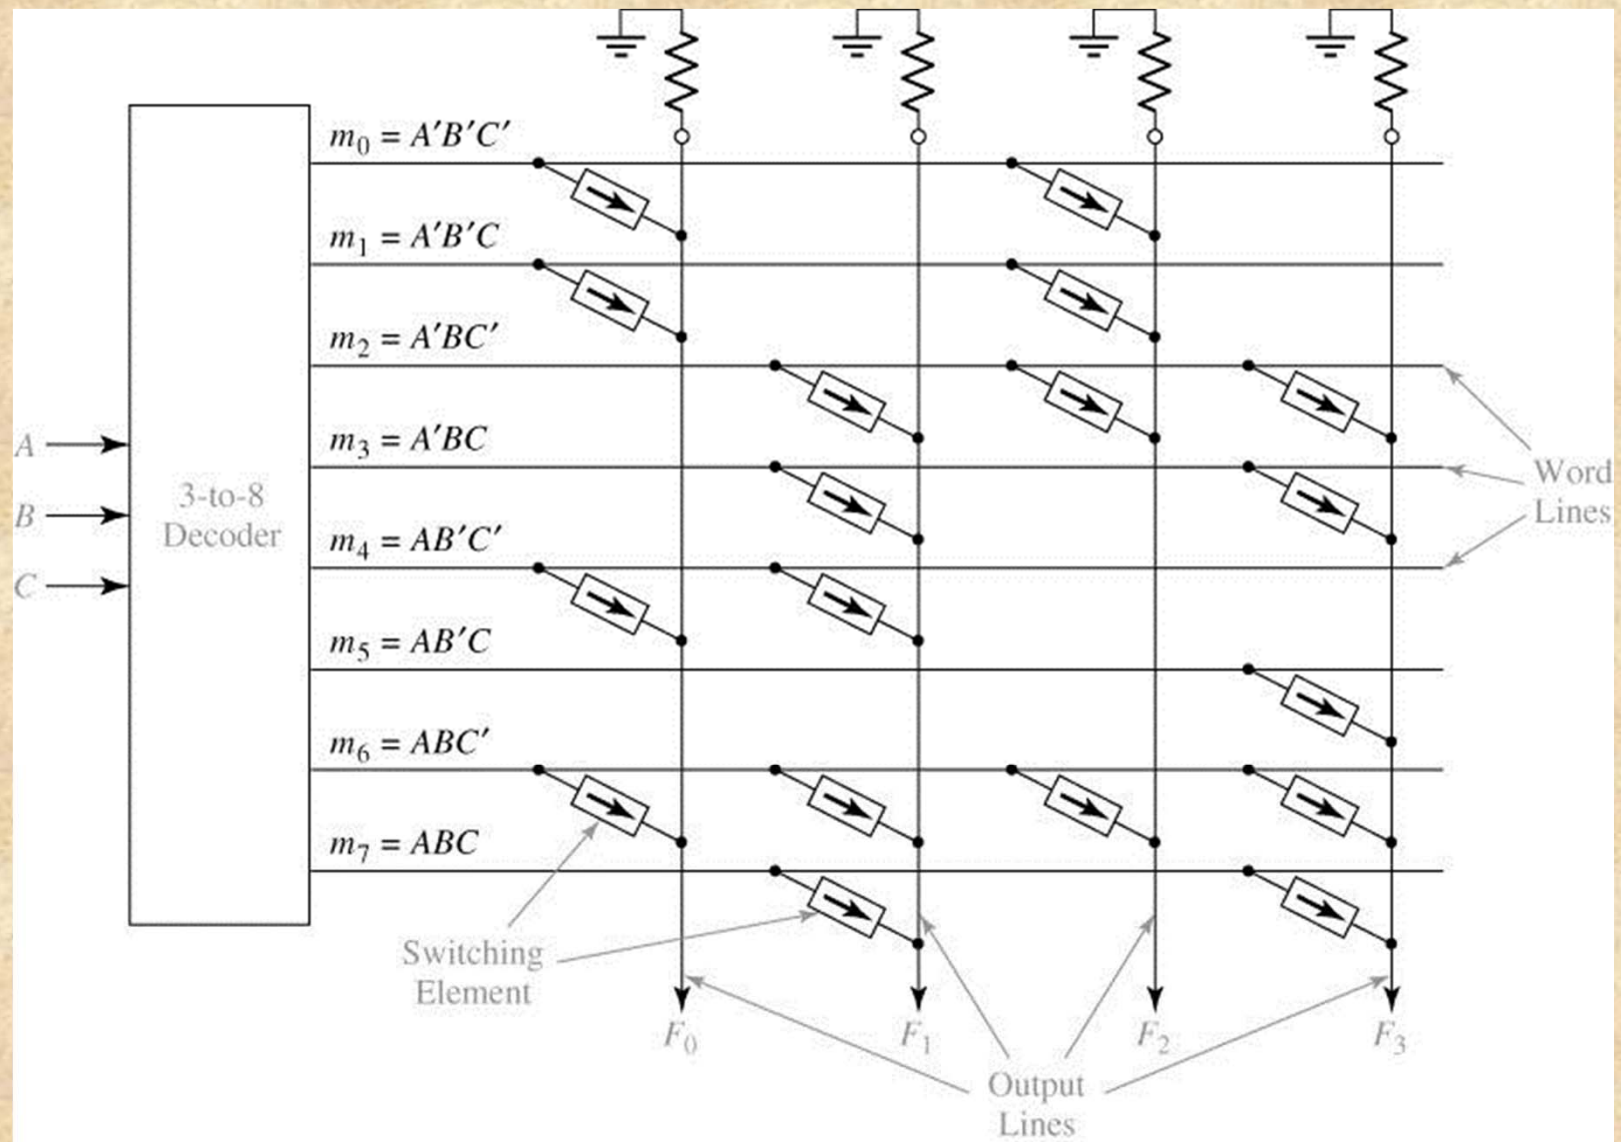 m₀ = A′B′C′
m₁ = A′B′C
m₂ = A′BC′
m₃ = A′BC
m₄ = AB′C′
m₅ = AB′C
m₆ = ABC′
m₇ = ABC
A
B
C
3-to-8
Decoder
Word
Lines
Switching
Element
F₀
F₁
F₂
F₃
Output
Lines